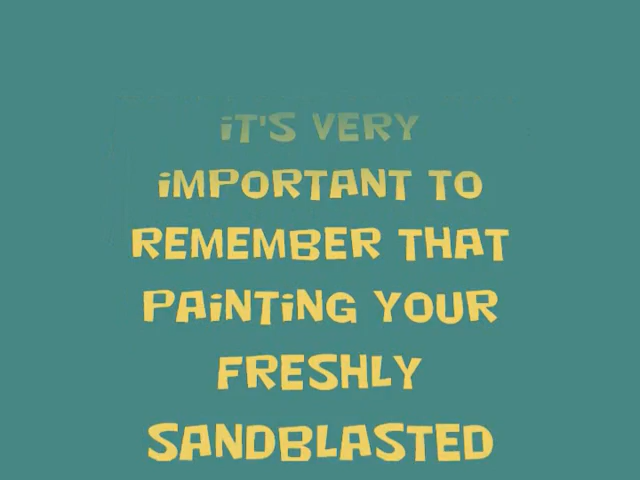 iT'S VERY
iMPORTANT TO
REMEMBER THAT
PAiNTiNG YOUR
FRESHLY
SANDBLASTED